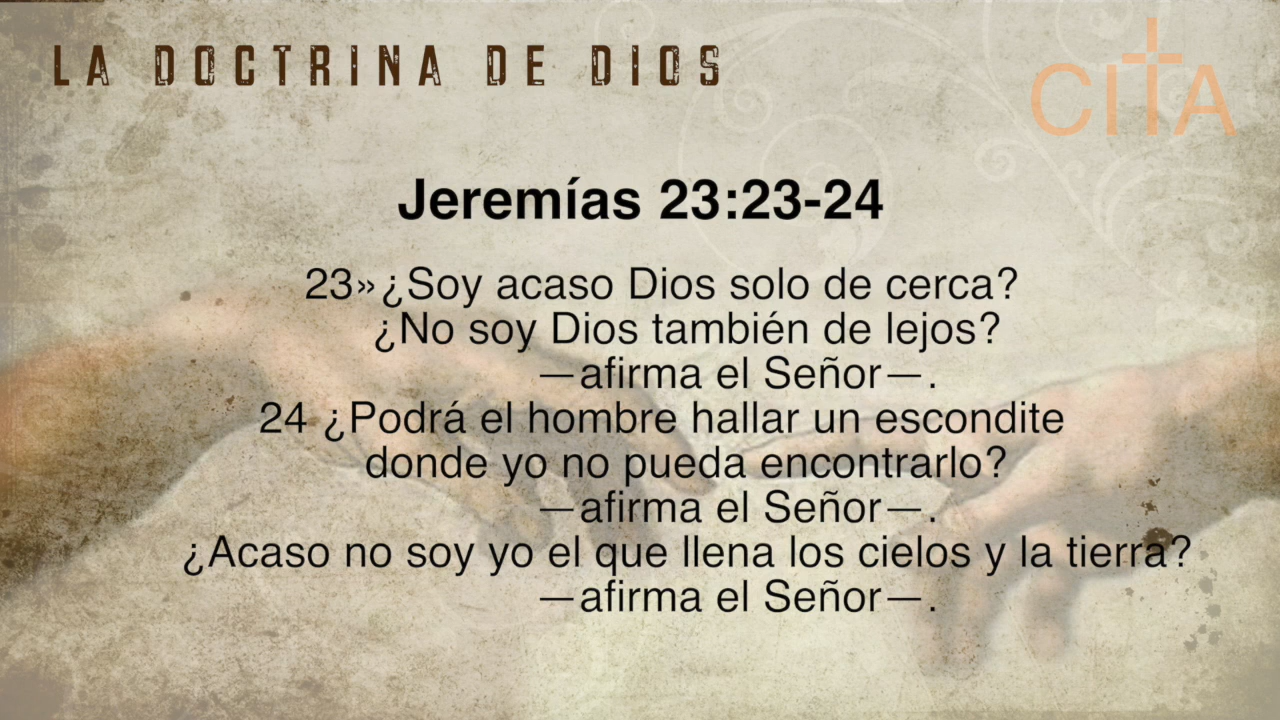 LA DOCTRINA DE DIOS
CITA
Jeremías 23:23-24
23»¿Soy acaso Dios solo de cerca?
¿No soy Dios también de lejos?
—afirma el Señor—.
24 ¿Podrá el hombre hallar un escondite
donde yo no pueda encontrarlo?
—afirma el Señor—.
¿Acaso no soy yo el que llena los cielos y la tierra?
—afirma el Señor—.